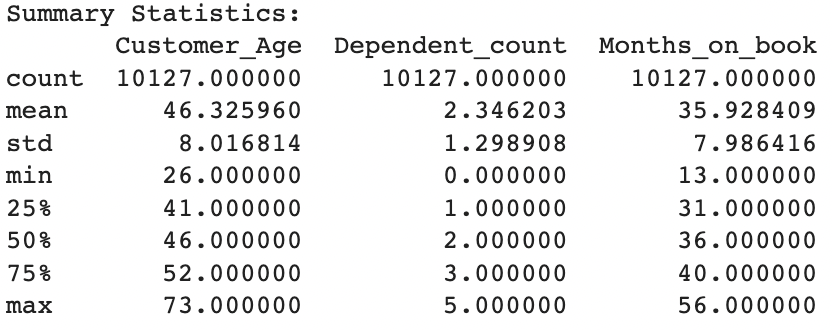 Summary Statistics:
Customer_Age Dependent_count Months_on_book
count 10127.000000 10127.000000 10127.000000
mean 46.325960 2.346203 35.928409
std 8.016814 1.298908 7.986416
min 26.000000 0.000000 13.000000
25% 41.000000 1.000000 31.000000
50% 46.000000 2.000000 36.000000
75% 52.000000 3.000000 40.000000
max 73.000000 5.000000 56.000000